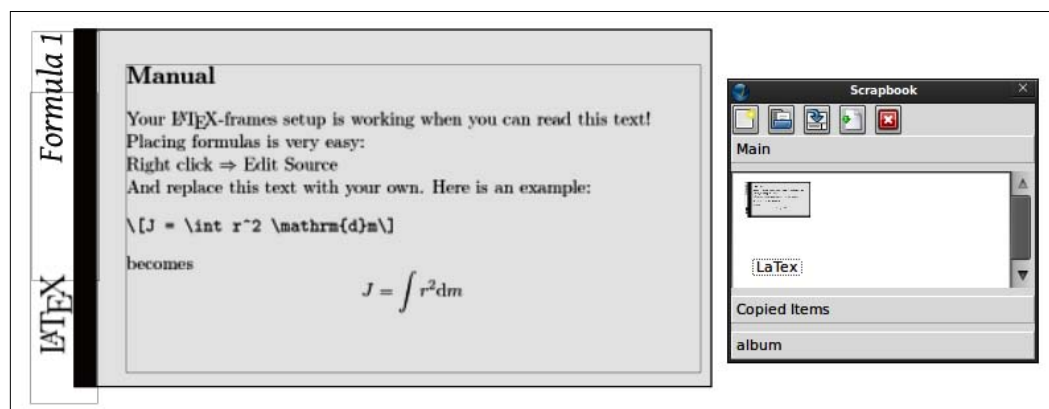 Formula 1
LATEX
Manual
Your LATEX-frames setup is working when you can read this text!
Placing formulas is very easy:
Right click ⇒ Edit Source
And replace this text with your own. Here is an example:
\[J = \int r^2 \mathrm{d}m\]
becomes
J = ∫ r²dm
Scrapbook
Main
LaTex
Copied Items
album